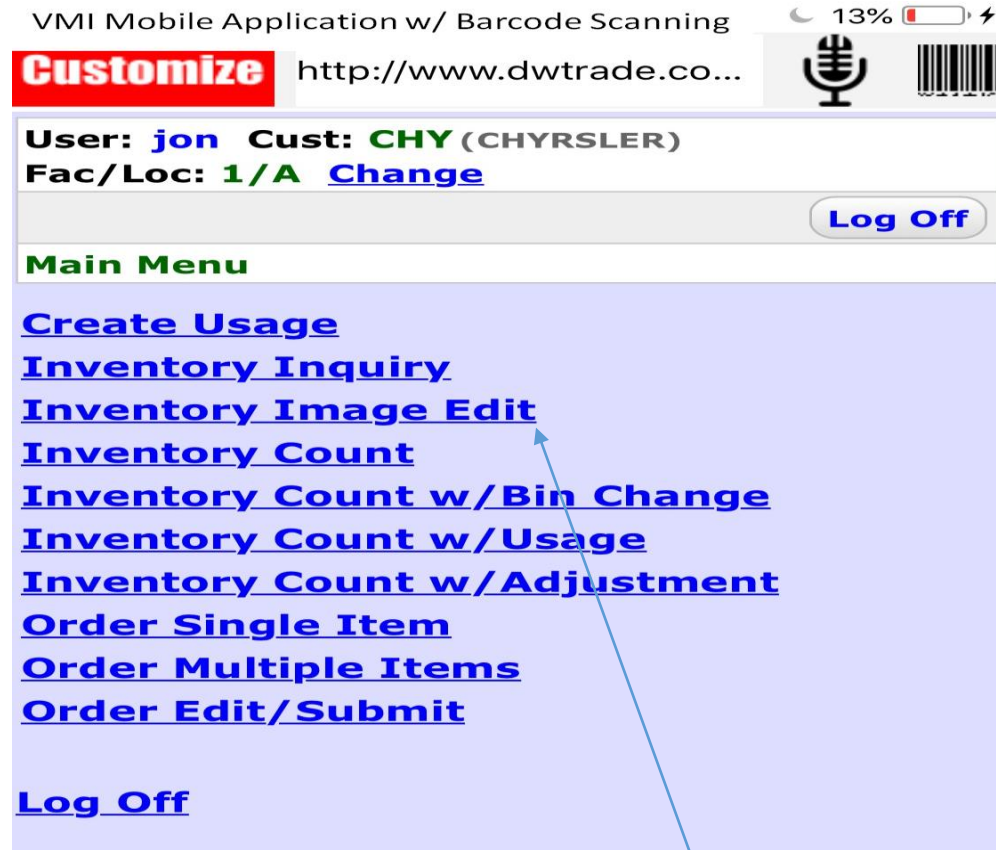 VMI Mobile Application w/ Barcode Scanning 13%
Customize http://www.dwtrade.co...
User: jon Cust: CHY (CHYRSLER)
Fac/Loc: 1/A Change
Log Off
Main Menu
Create Usage
Inventory Inquiry
Inventory Image Edit
Inventory Count
Inventory Count w/Bin Change
Inventory Count w/Usage
Inventory Count w/Adjustment
Order Single Item
Order Multiple Items
Order Edit/Submit
Log Off